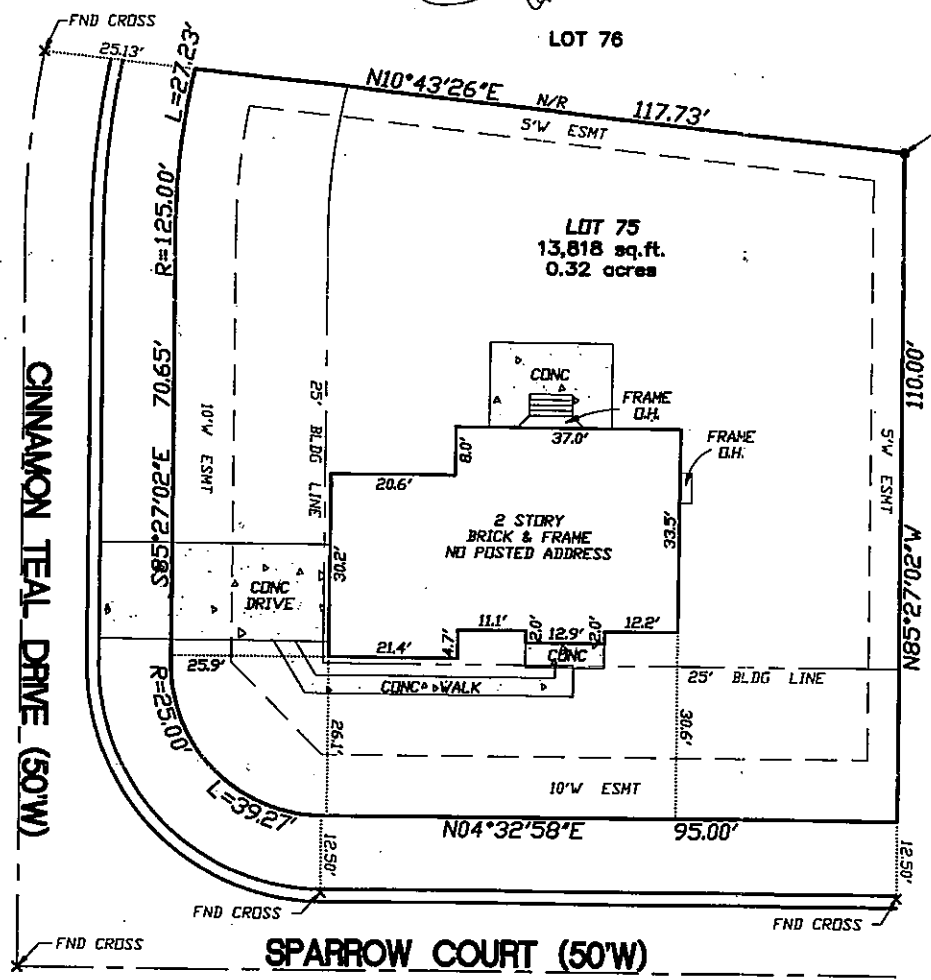 FND CROSS
LOT 76
25.13'
L=27.23'
N10°43'26"E
N/R
117.73'
5'W ESMT
R=125.00'
LOT 75
13,818 sq.ft.
0.32 acres
CINNAMON TEAL DRIVE (50'W)
S85°27'02"E 70.65'
10'W ESMT
25' BLDG LINE
CONC
FRAME
O.H.
110.00'
37.0'
8.0'
FRAME
O.H.
5'W ESMT
20.6'
2 STORY
BRICK & FRAME
NO POSTED ADDRESS
33.5'
30.2'
N85°27'02"W
CONC
DRIVE
11.1'
2.0'
12.9'
2.0'
12.2'
21.4'
4.7'
CONC
25.9'
25' BLDG LINE
CONC WALK
R=25.00'
26.1'
30.6'
10'W ESMT
L=39.27'
N04°32'58"E
95.00'
12.50'
12.50'
FND CROSS
FND CROSS
FND CROSS
SPARROW COURT (50'W)